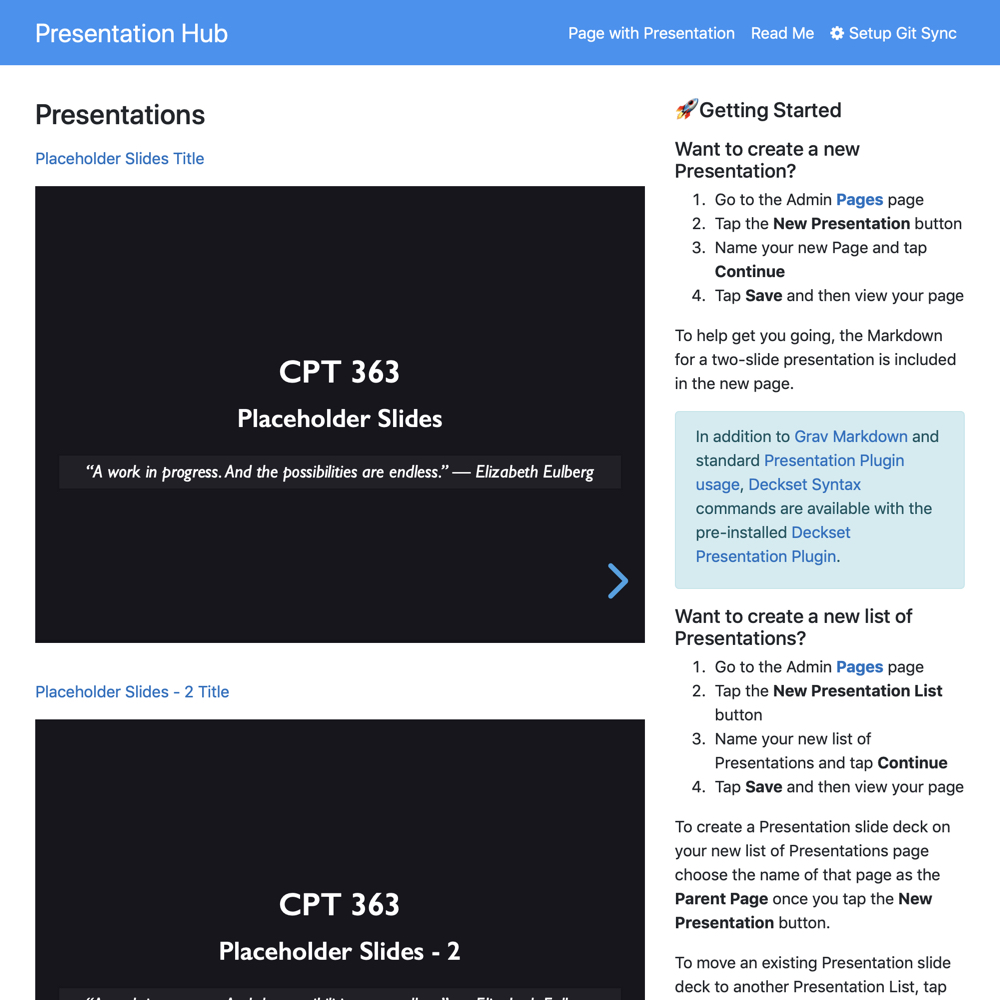 Presentation Hub
Page with Presentation Read Me Setup Git Sync
Presentations
Placeholder Slides Title
CPT 363
Placeholder Slides
“A work in progress. And the possibilities are endless.” — Elizabeth Eulberg
Placeholder Slides - 2 Title
CPT 363
Placeholder Slides - 2
🚀Getting Started
Want to create a new
Presentation?
1. Go to the Admin Pages page
2. Tap the New Presentation button
3. Name your new Page and tap
Continue
4. Tap Save and then view your page
To help get you going, the Markdown
for a two-slide presentation is included
in the new page.
In addition to Grav Markdown and
standard Presentation Plugin
usage, Deckset Syntax
commands are available with the
pre-installed Deckset
Presentation Plugin.
Want to create a new list of
Presentations?
1. Go to the Admin Pages page
2. Tap the New Presentation List
button
3. Name your new list of
Presentations and tap Continue
4. Tap Save and then view your page
To create a Presentation slide deck on
your new list of Presentations page
choose the name of that page as the
Parent Page once you tap the New
Presentation button.
To move an existing Presentation slide
deck to another Presentation List, tap